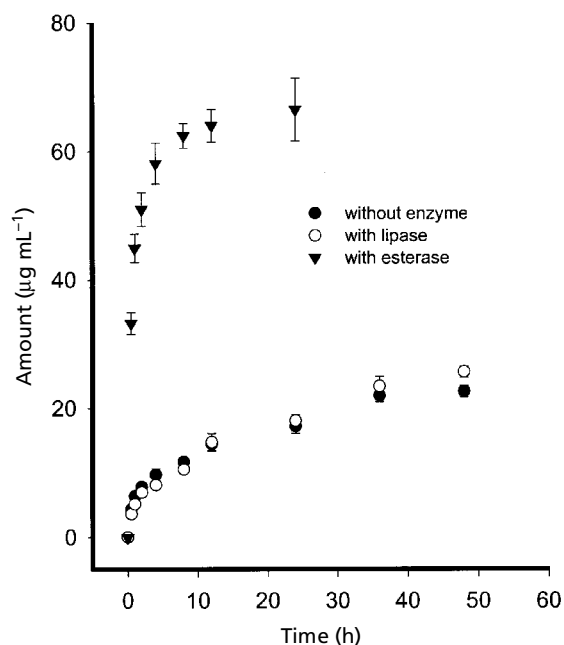 80
60
40
20
0
Amount (μg mL⁻¹)
without enzyme
with lipase
with esterase
0 10 20 30 40 50 60
Time (h)